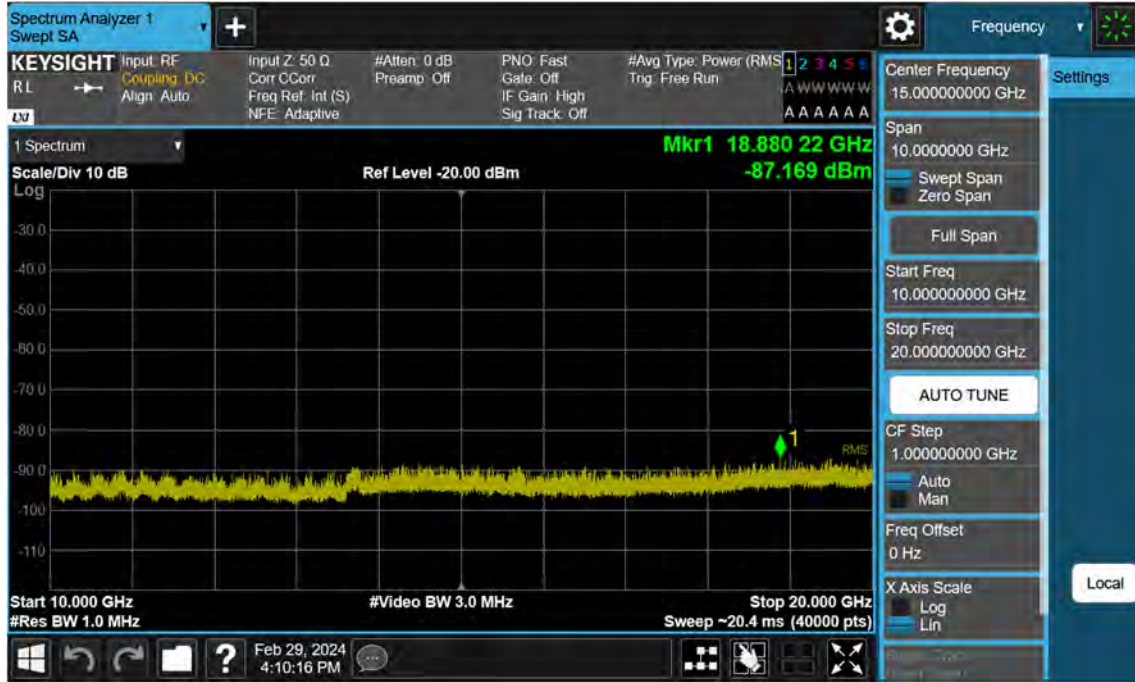 Spectrum Analyzer 1
Swept SA
Frequency
KEYSIGHT
RL
LXI
Input: RF
Coupling: DC
Align: Auto
Input Z: 50 Ω
Corr CCorr
Freq Ref: Int (S)
NFE: Adaptive
#Atten: 0 dB
Preamp: Off
PNO: Fast
Gate: Off
IF Gain: High
Sig Track: Off
#Avg Type: Power (RMS
Trig: Free Run
1 2 3 4 5 6
A W W W W W
A A A A A A
1 Spectrum
Scale/Div 10 dB
Ref Level -20.00 dBm
Mkr1 18.880 22 GHz
-87.169 dBm
Log
-30.0
-40.0
-50.0
-60.0
-70.0
-80.0
-90.0
-100
-110
1
RMS
Start 10.000 GHz
#Res BW 1.0 MHz
#Video BW 3.0 MHz
Stop 20.000 GHz
Sweep ~20.4 ms (40000 pts)
Center Frequency
15.000000000 GHz
Span
10.0000000 GHz
Swept Span
Zero Span
Full Span
Start Freq
10.000000000 GHz
Stop Freq
20.000000000 GHz
AUTO TUNE
CF Step
1.000000000 GHz
Auto
Man
Freq Offset
0 Hz
X Axis Scale
Log
Lin
Settings
Local
?
Feb 29, 2024
4:10:16 PM